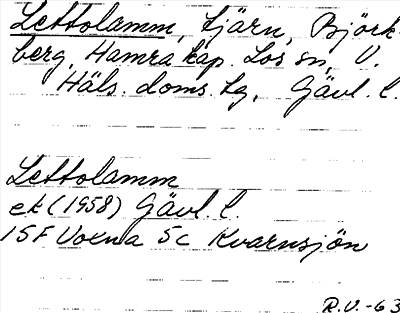 Lettolamm, tjärn, Björk-
berg, Hamra kap. Los sn, V.
Häls. doms. hg, Gävl. l.
Lettolamm
ek (1958) Gävl. l.
15F Voxna 5c Kvarnsjön
R.V.-63